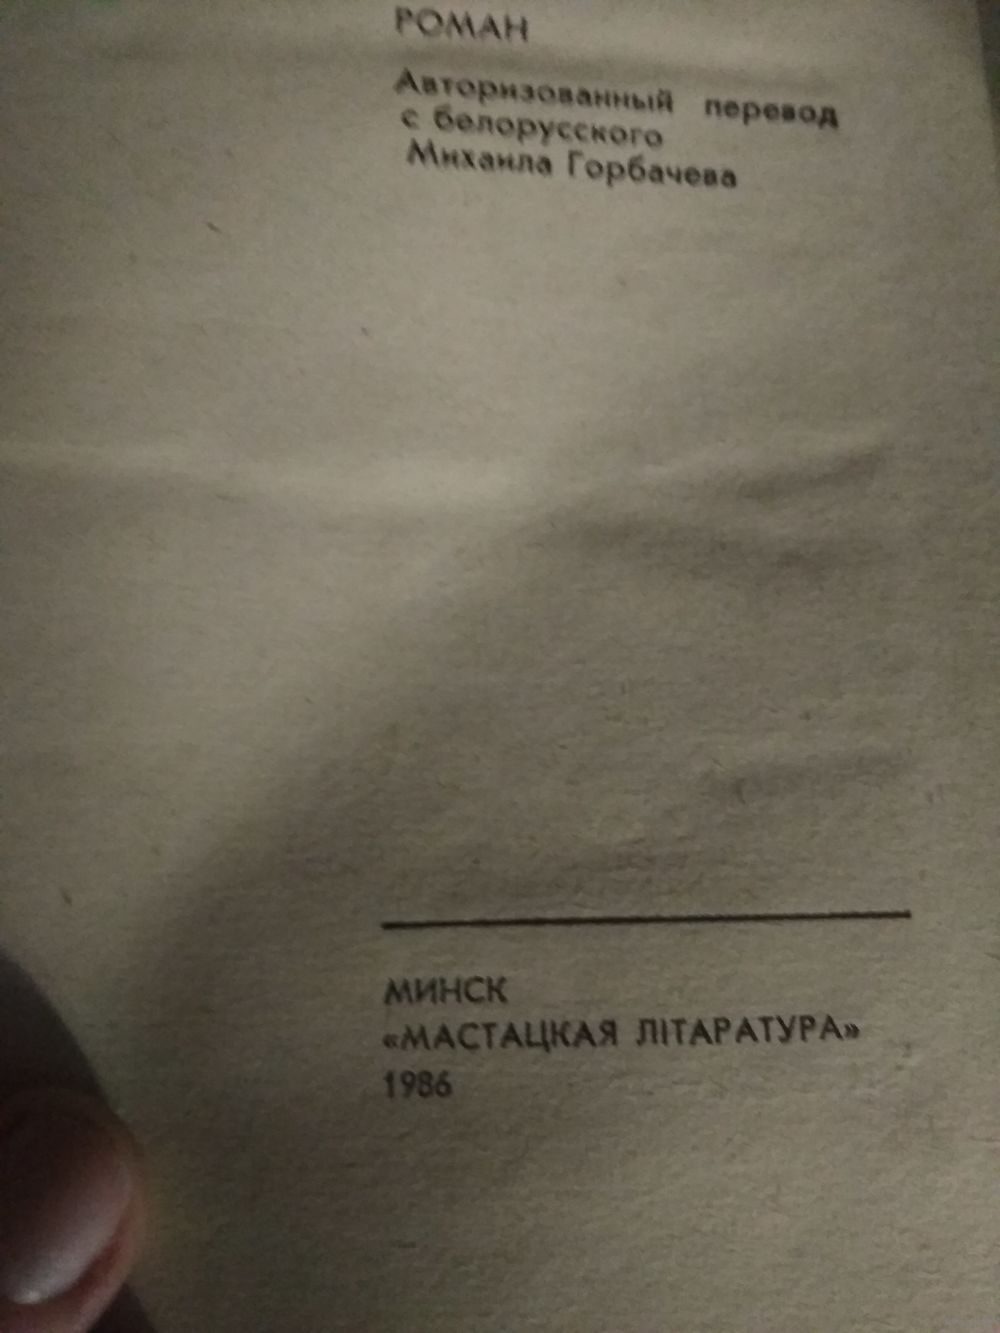 РОМАН
Авторизованный перевод
с белорусского
Михаила Горбачева
МИНСК
«МАСТАЦКАЯ ЛІТАРАТУРА»
1986